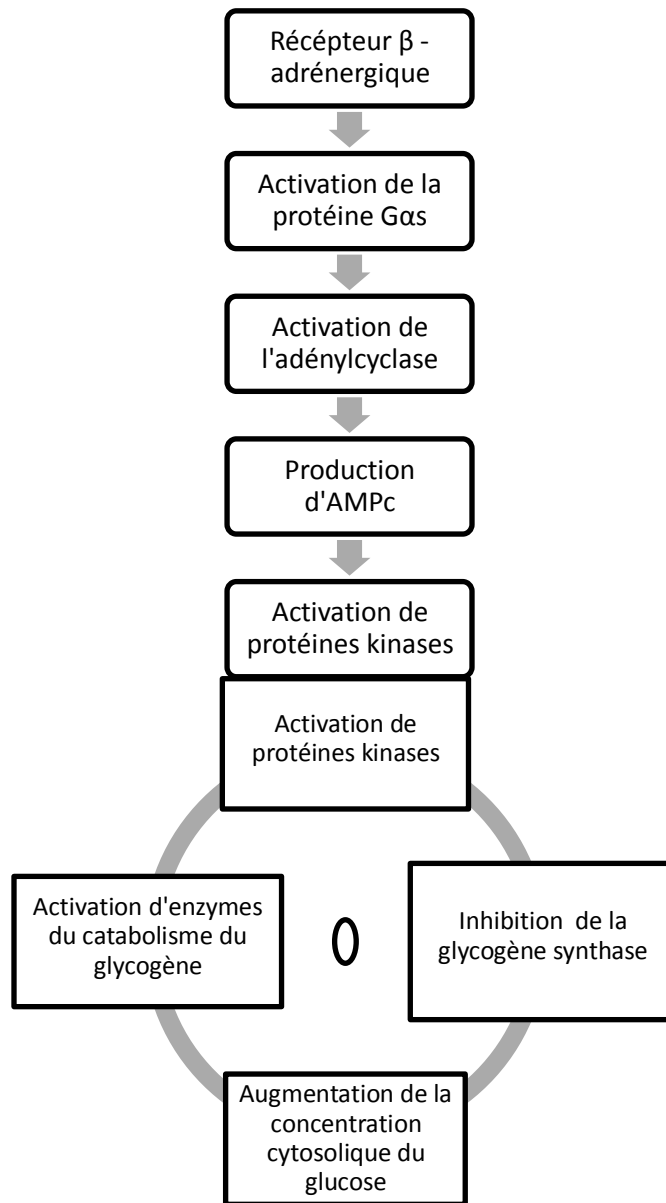 Récépteur β -
adrénergique
Activation de la
protéine Gαs
Activation de
l'adénylcyclase
Production
d'AMPc
Activation de
protéines kinases
Activation de
protéines kinases
Activation d'enzymes
du catabolisme du
glycogène
Inhibition de la
glycogène synthase
Augmentation de la
concentration
cytosolique du
glucose